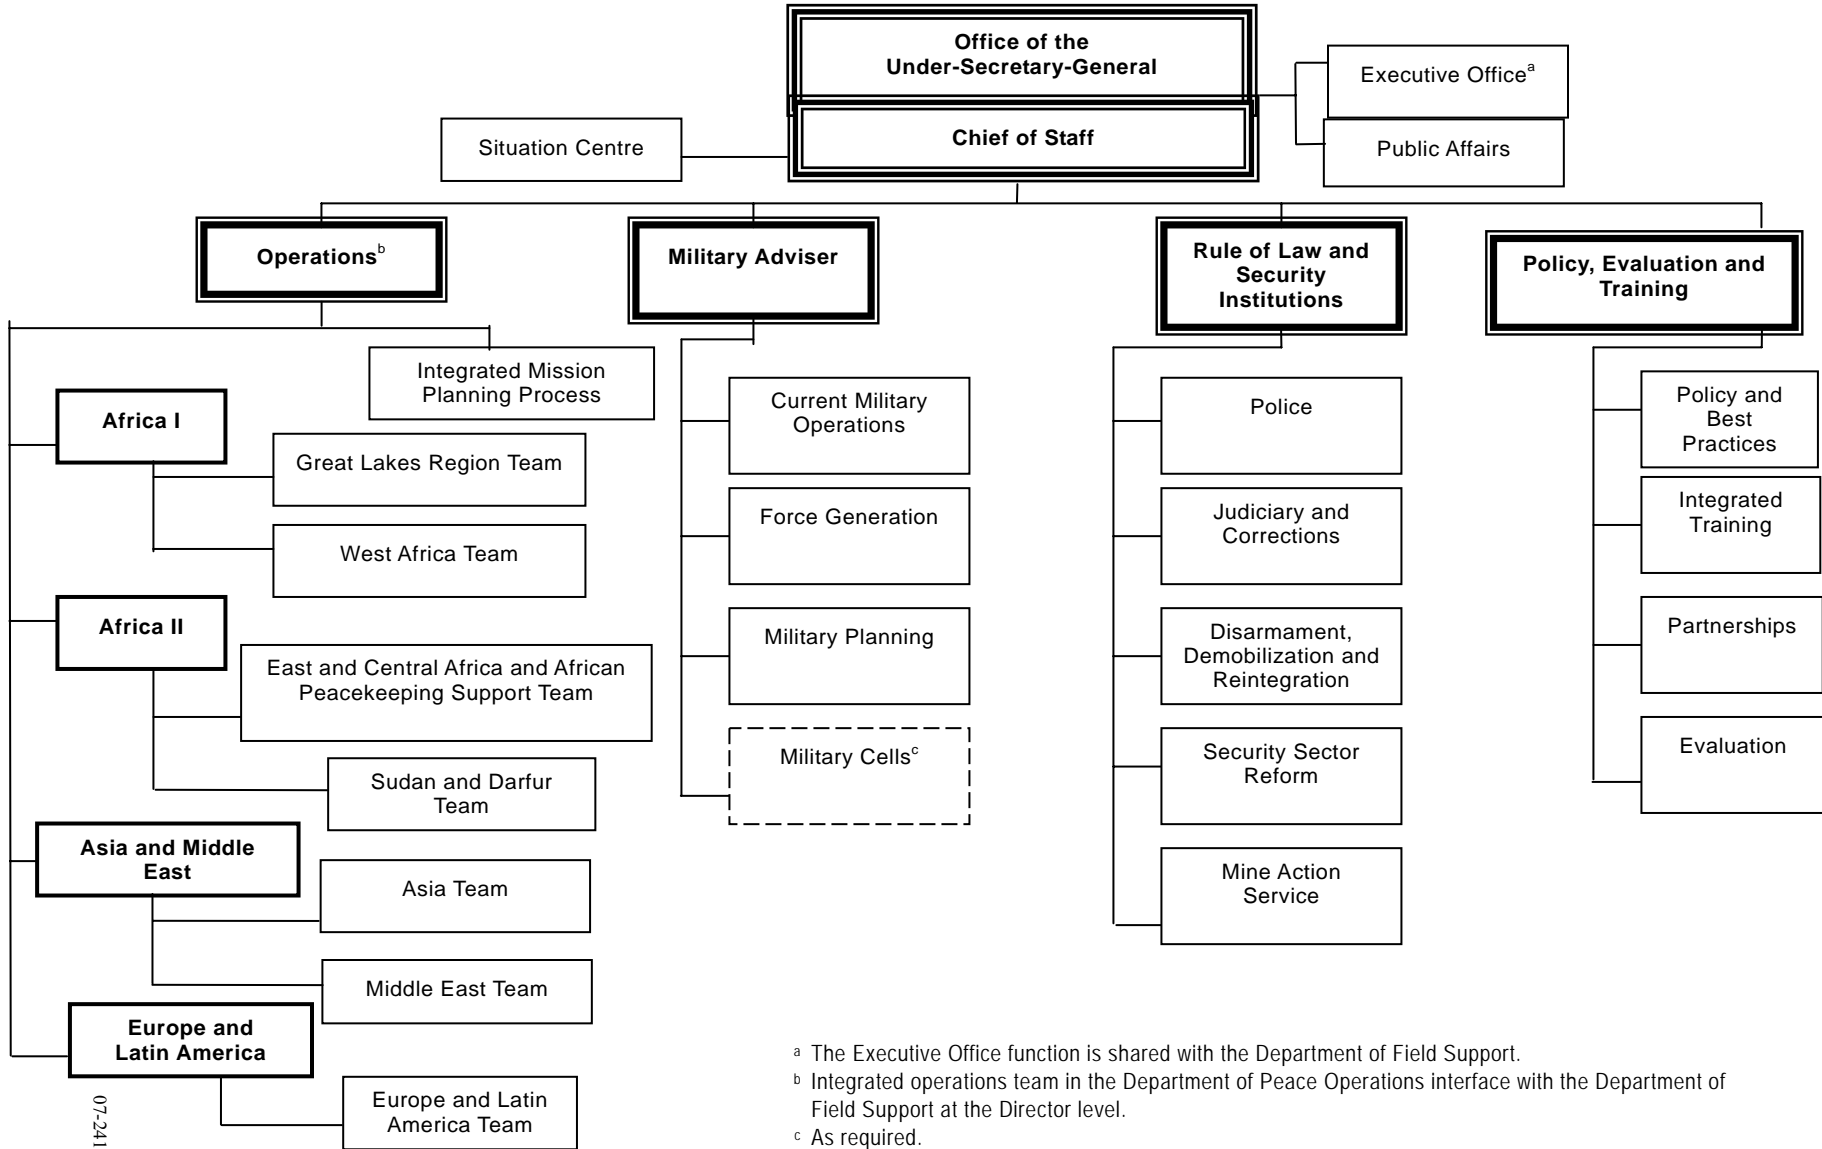 Office of the
Under-Secretary-General
Executive Officeᵃ
Chief of Staff
Situation Centre
Public Affairs
Operationsᵇ
Military Adviser
Rule of Law and
Security
Institutions
Policy, Evaluation and
Training
Integrated Mission
Planning Process
Africa I
Great Lakes Region Team
West Africa Team
Africa II
East and Central Africa and African
Peacekeeping Support Team
Sudan and Darfur
Team
Asia and Middle
East
Asia Team
Middle East Team
Europe and
Latin America
Europe and Latin
America Team
Current Military
Operations
Force Generation
Military Planning
Military Cellsᶜ
Police
Judiciary and
Corrections
Disarmament,
Demobilization and
Reintegration
Security Sector
Reform
Mine Action
Service
Policy and
Best
Practices
Integrated
Training
Partnerships
Evaluation
ᵃ The Executive Office function is shared with the Department of Field Support.
ᵇ Integrated operations team in the Department of Peace Operations interface with the Department of
Field Support at the Director level.
ᶜ As required.
07-241